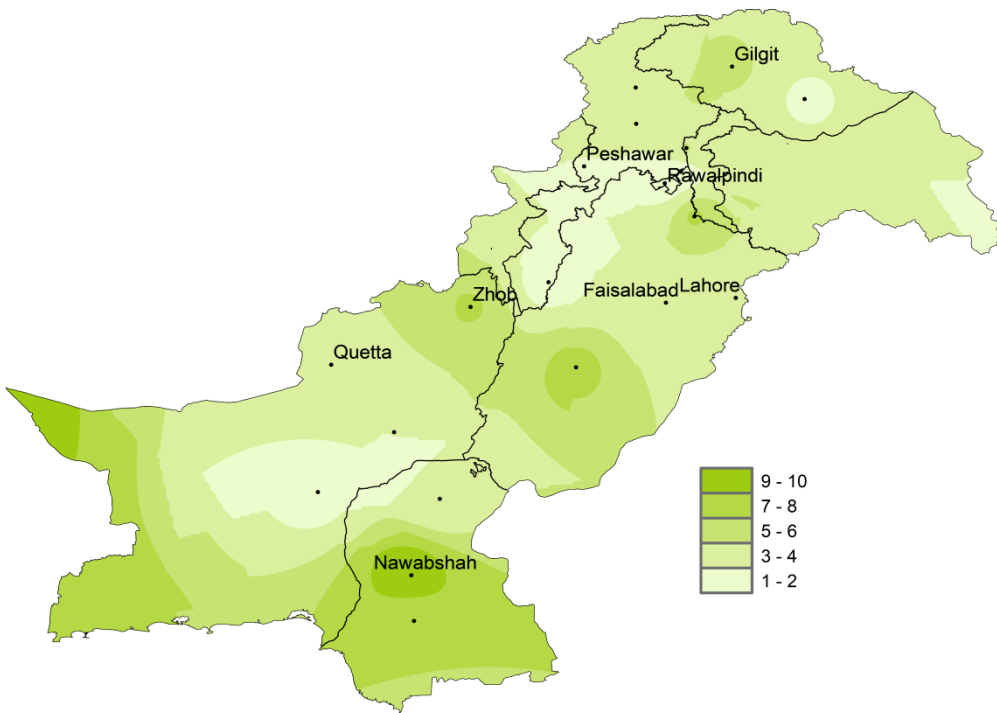 Gilgit
Peshawar
Rawalpindi
Zhob
Faisalabad
Lahore
Quetta
Nawabshah
9 - 10
7 - 8
5 - 6
3 - 4
1 - 2